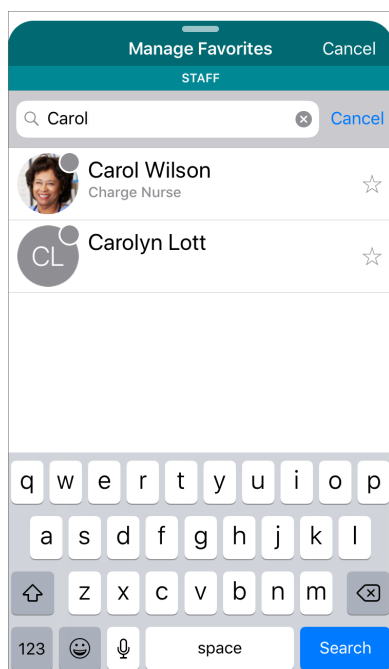 Manage Favorites Cancel
STAFF
Carol Cancel
Carol Wilson
Charge Nurse
CL Carolyn Lott
q w e r t y u i o p
a s d f g h j k l
z x c v b n m
123 space Search